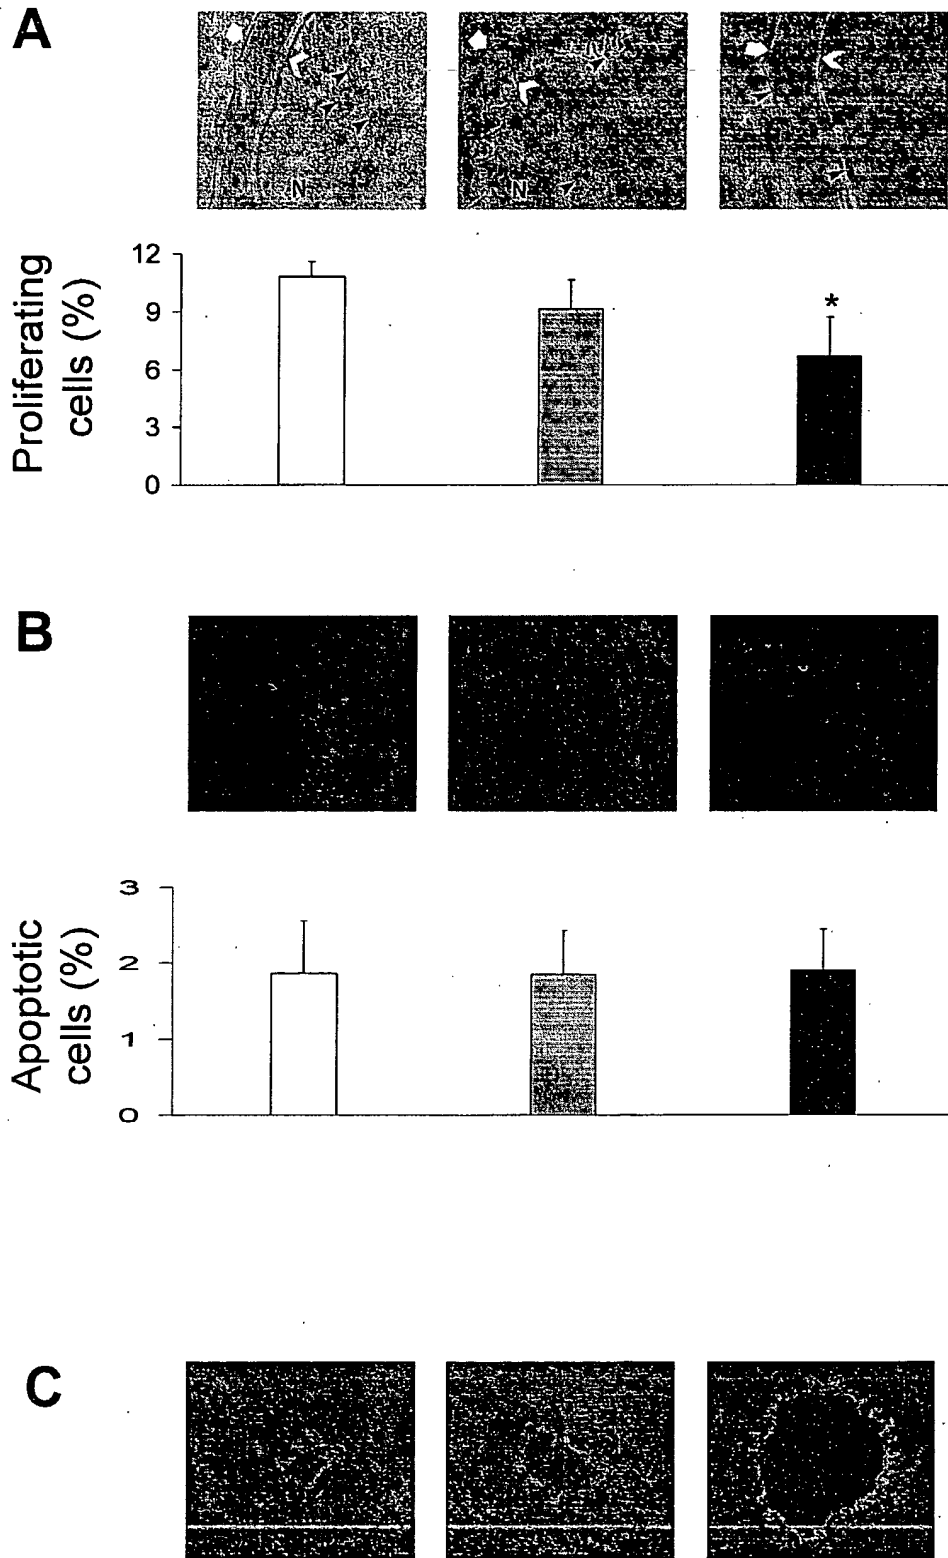 A
N
N
12
9
6
3
0
Proliferating
cells (%)
*
B
3
2
1
0
Apoptotic
cells (%)
C